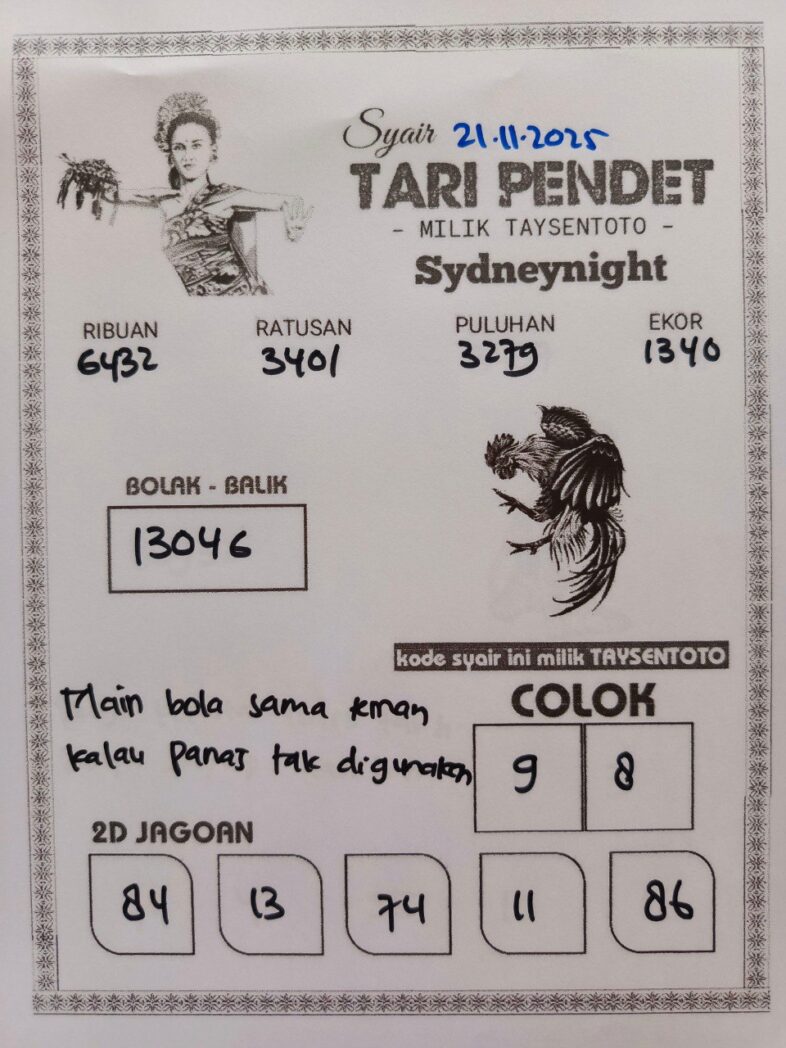 Syair 21.11.2025
TARI PENDET
- MILIK TAYSENTOTO -
Sydneynight
RIBUAN RATUSAN PULUHAN EKOR
6432 3401 3279 1340
BOLAK - BALIK
13046
kode syair ini milik TAYSENTOTO
Main bola sama teman
kalau panas tak digunakan
COLOK
9 8
2D JAGOAN
84 13 74 11 86